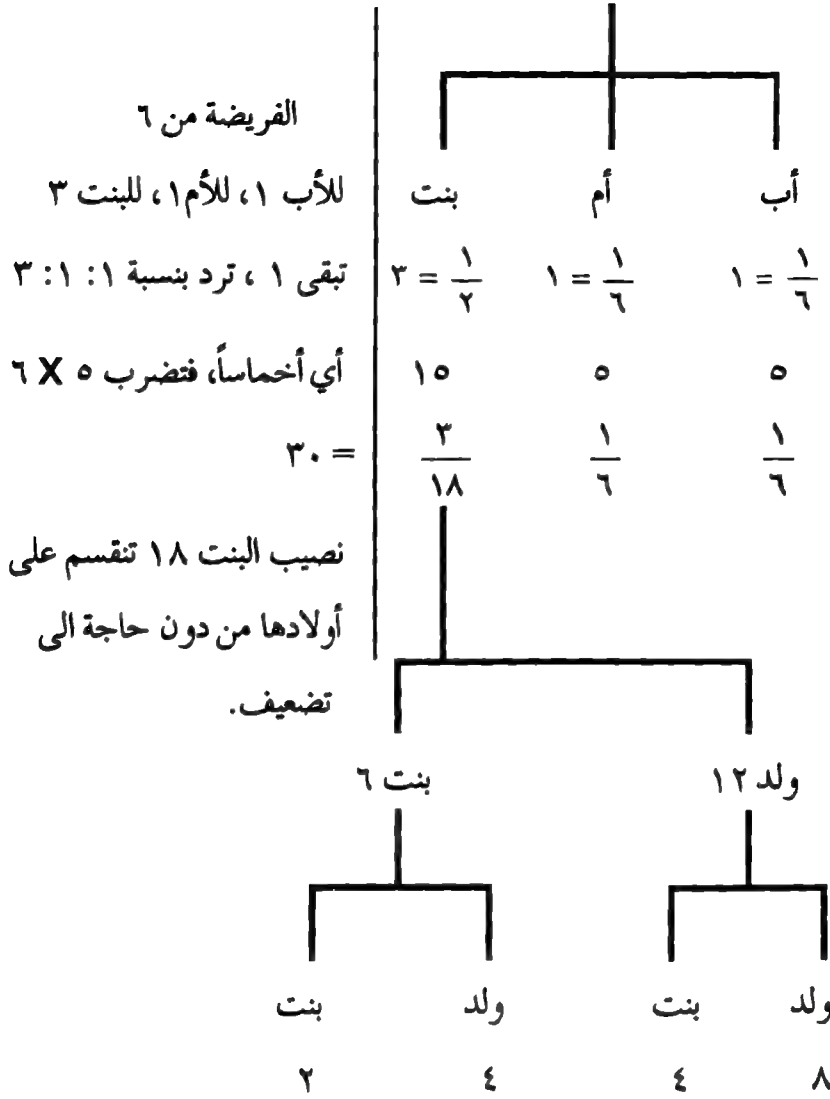 الفريضة من ٦
للأب ١، للأم ١، للبنت ٣
تبقى ١، ترد بنسبة ١: ١: ٣
أي أخماساً، فتضرب ٥ X ٦
= ٣٠
نصيب البنت ١٨ تنقسم على
أولادها من دون حاجة الى
تضعيف.
أب أم بنت
١/٦ = ١ ١/٦ = ١ ١/٢ = ٣
٥ ٥ ١٥
١ ١ ٣
٦ ٦ ١٨
ولد ١٢ بنت ٦
ولد بنت ولد بنت
٨ ٤ ٤ ٢